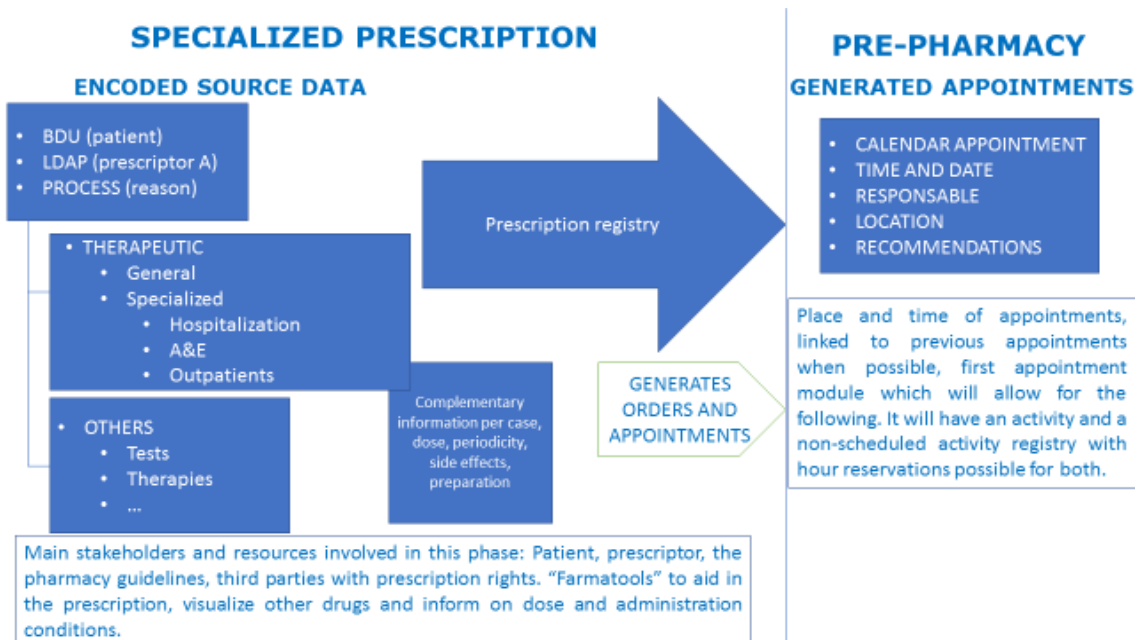 SPECIALIZED PRESCRIPTION
ENCODED SOURCE DATA
• BDU (patient)
• LDAP (prescriptor A)
• PROCESS (reason)
• THERAPEUTIC
• General
• Specialized
• Hospitalization
• A&E
• Outpatients
• OTHERS
• Tests
• Therapies
• ...
Complementary
information per case,
dose, periodicity,
side effects,
preparation
Prescription registry
GENERATES
ORDERS AND
APPOINTMENTS
Main stakeholders and resources involved in this phase: Patient, prescriptor, the
pharmacy guidelines, third parties with prescription rights. “Farmatools” to aid in
the prescription, visualize other drugs and inform on dose and administration
conditions.
PRE-PHARMACY
GENERATED APPOINTMENTS
• CALENDAR APPOINTMENT
• TIME AND DATE
• RESPONSABLE
• LOCATION
• RECOMMENDATIONS
Place and time of appointments,
linked to previous appointments
when possible, first appointment
module which will allow for the
following. It will have an activity and a
non-scheduled activity registry with
hour reservations possible for both.